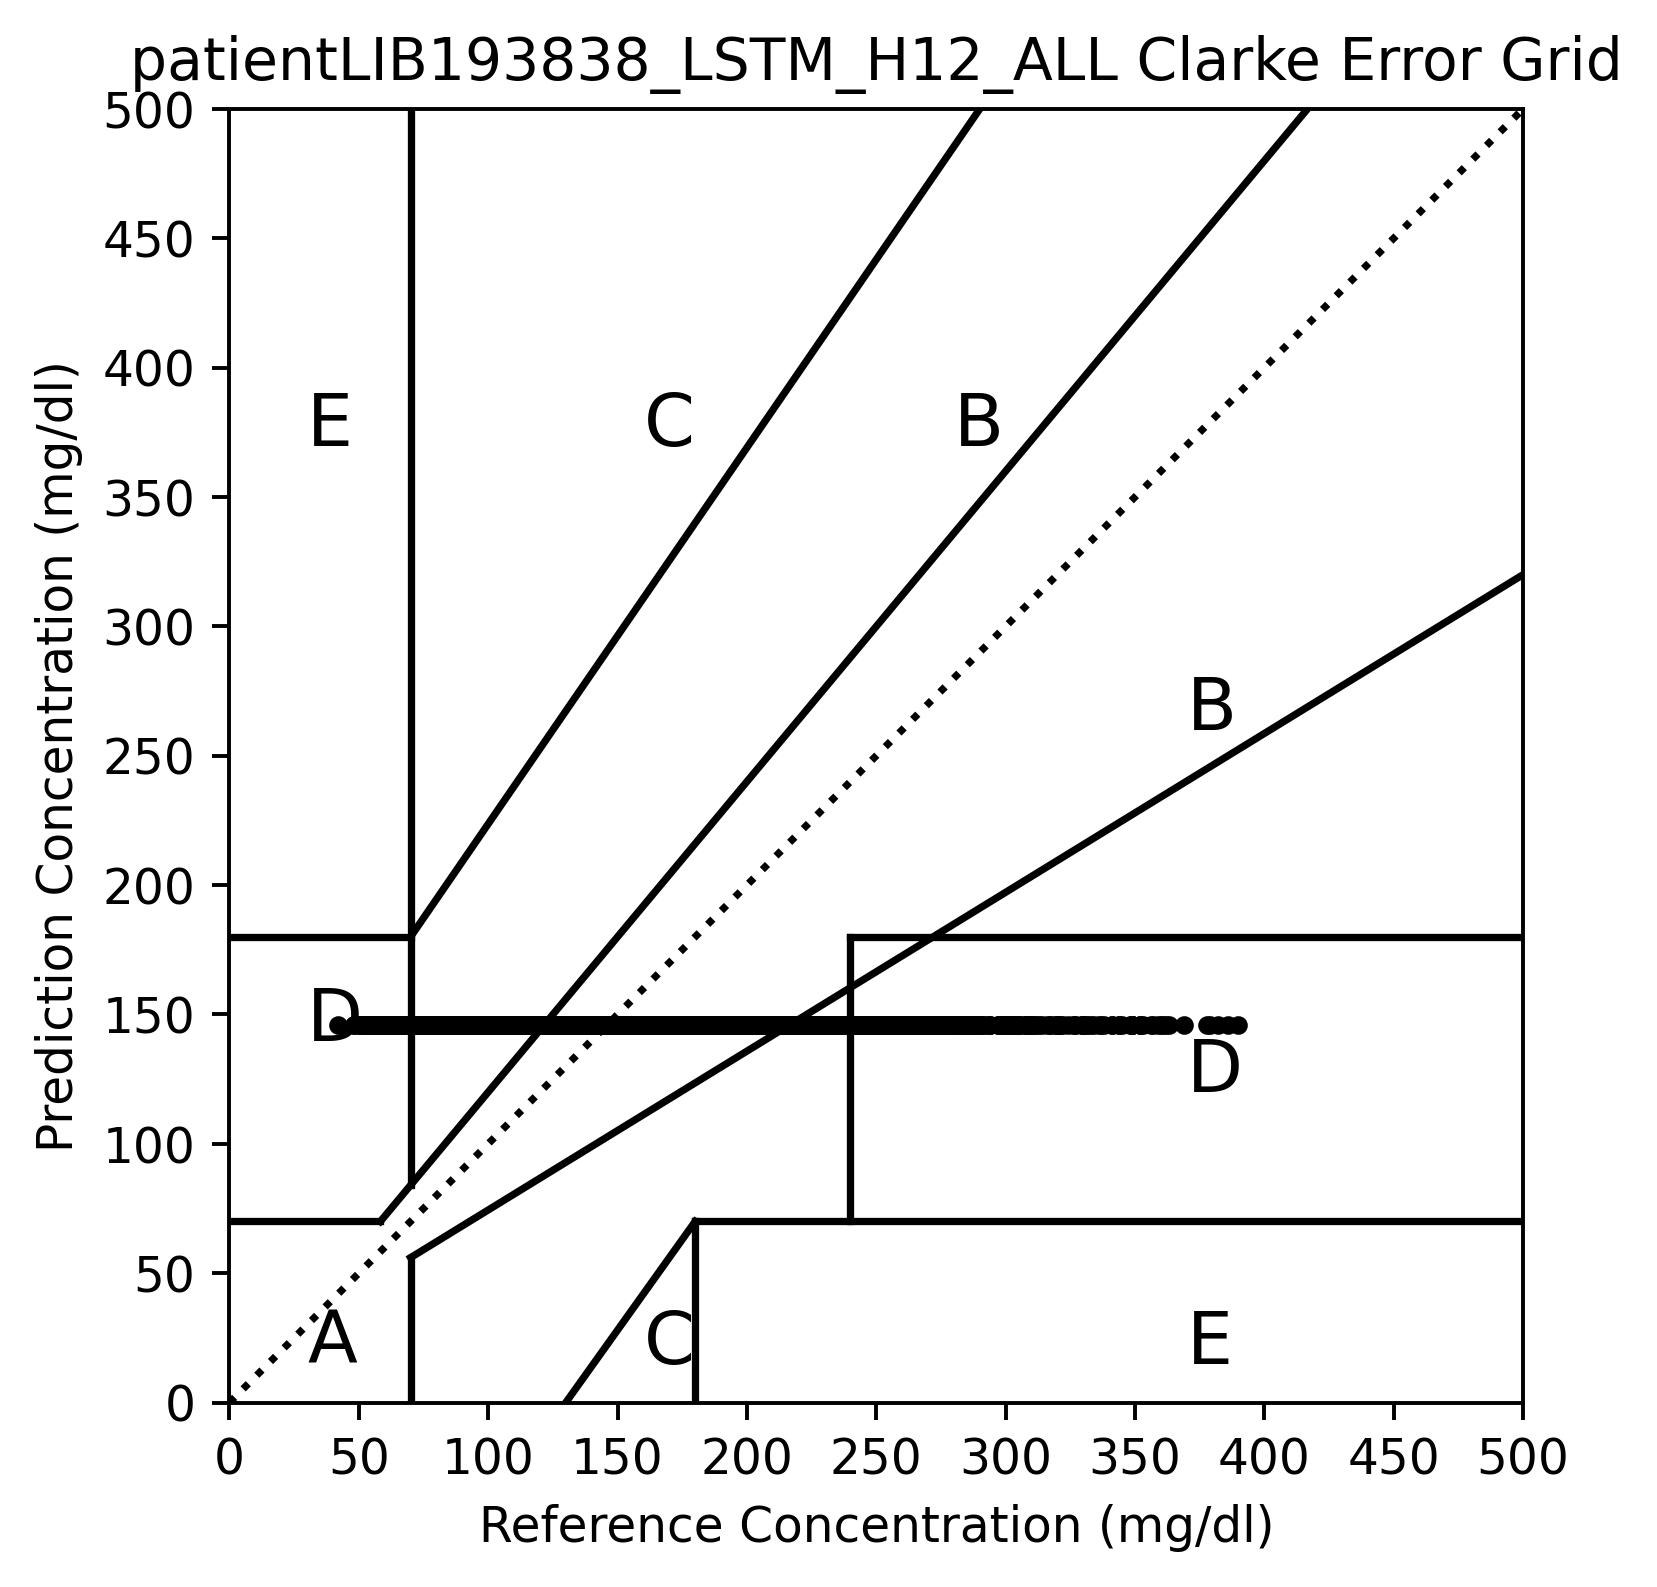 patientLIB193838_LSTM_H12_ALL Clarke Error Grid
500
450
400
350
300
250
200
150
100
50
0
Prediction Concentration (mg/dl)
E
C
B
B
D
D
A
C
E
0 50 100 150 200 250 300 350 400 450 500
Reference Concentration (mg/dl)